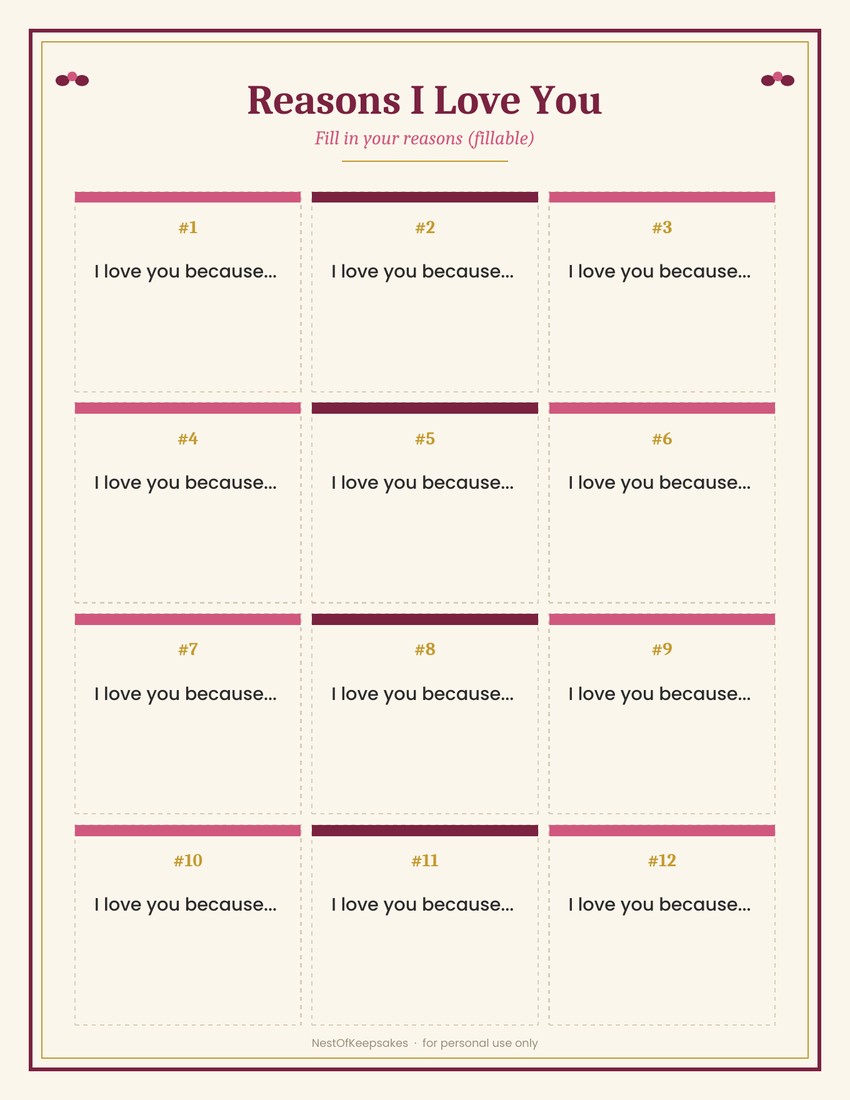 Reasons I Love You
Fill in your reasons (fillable)
#1
I love you because...
#2
I love you because...
#3
I love you because...
#4
I love you because...
#5
I love you because...
#6
I love you because...
#7
I love you because...
#8
I love you because...
#9
I love you because...
#10
I love you because...
#11
I love you because...
#12
I love you because...
NestOfKeepsakes · for personal use only